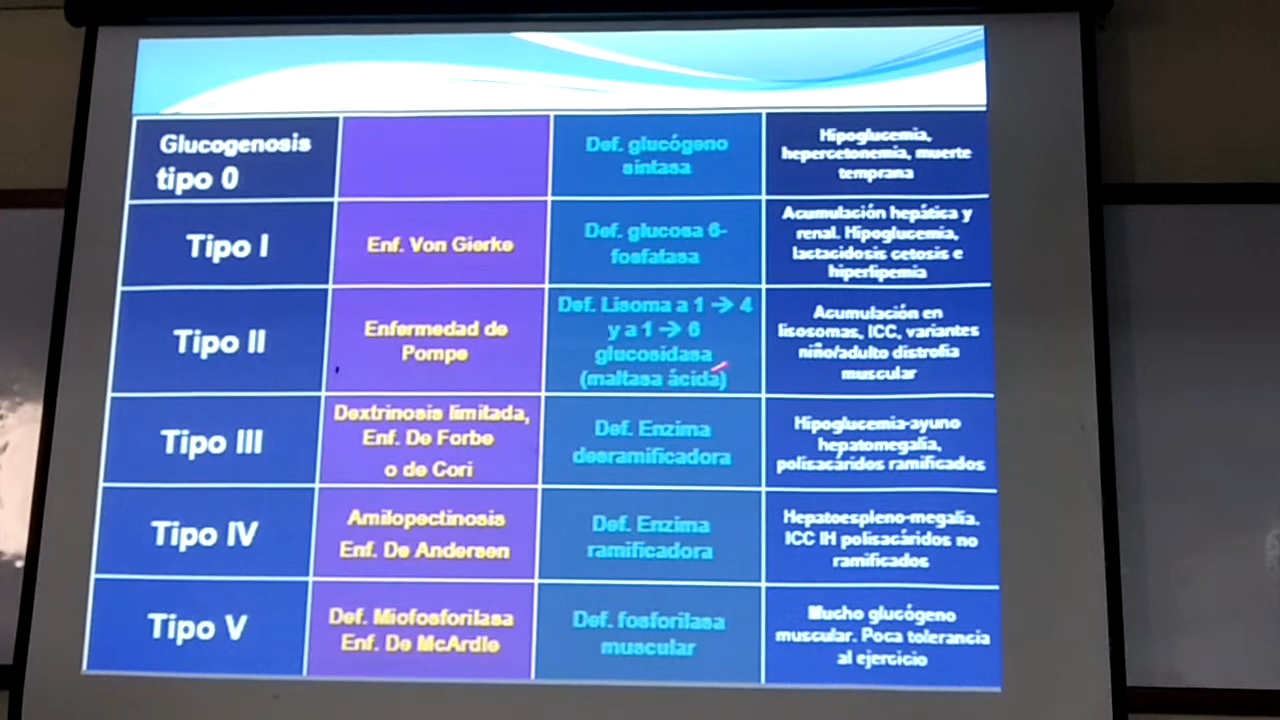 Glucogenosis
tipo 0
Def. glucógeno
sintasa
Hipoglucemia,
hepercetonemia, muerte
temprana
Tipo I
Enf. Von Gierke
Def. glucosa 6-
fosfatasa
Acumulación hepática y
renal. Hipoglucemia,
lactacidosis cetosis e
hiperlipemia
Tipo II
Enfermedad de
Pompe
Def. Lisoma a 1 → 4
y a 1 → 6
glucosidasa
(maltasa ácida)
Acumulación en
lisosomas, ICC, variantes
niño/adulto distrofia
muscular
Tipo III
Dextrinosis limitada,
Enf. De Forbe
o de Cori
Def. Enzima
desramificadora
Hipoglucemia-ayuno
hepatomegalia,
polisacáridos ramificados
Tipo IV
Amilopectinosis
Enf. De Andersen
Def. Enzima
ramificadora
Hepatoespleno-megalia.
ICC IH polisacáridos no
ramificados
Tipo V
Def. Miofosforilasa
Enf. De McArdle
Def. fosforilasa
muscular
Mucho glucógeno
muscular. Poca tolerancia
al ejercicio